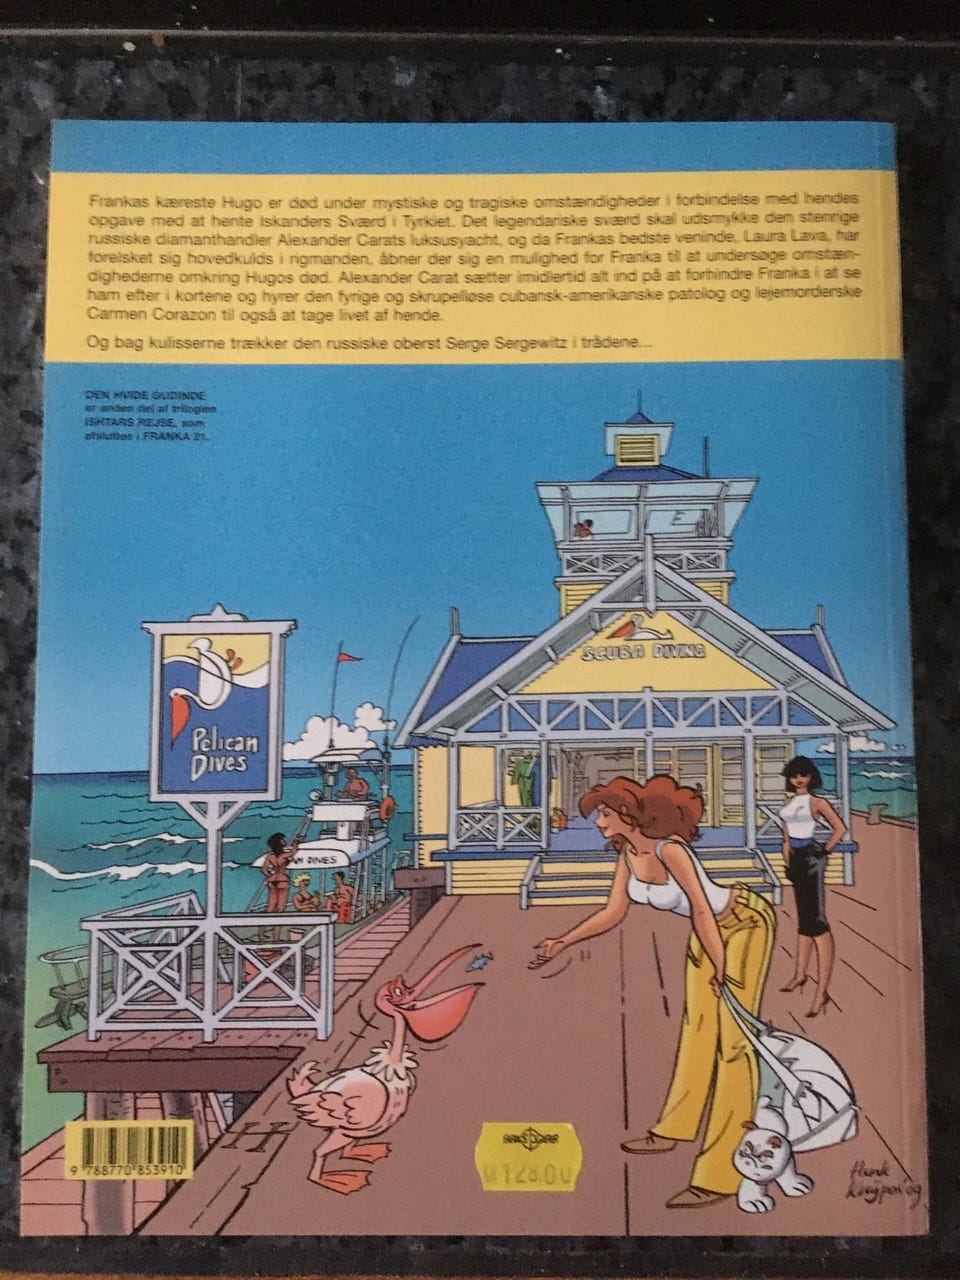 Frankas kæreste Hugo er død under mystiske og tragiske omstændigheder i forbindelse med hendes
opgave med at hente Iskanders Sværd i Tyrkiet. Det legendariske sværd skal udsmykke den stenrige
russiske diamanthandler Alexander Carats luksusyacht, og da Frankas bedste veninde, Laura Lava, har
forelsket sig hovedkulds i rigmanden, åbner der sig en mulighed for Franka til at undersøge omstæn-
dighederne omkring Hugos død. Alexander Carat sætter imidlertid alt ind på at forhindre Franka i at se
ham efter i kortene og hyrer den fyrige og skrupelløse cubansk-amerikanske patolog og lejemorderske
Carmen Corazon til også at tage livet af hende.
Og bag kulisserne trækker den russiske oberst Serge Sergewitz i trådene...
DEN HVIDE GUDINDE
er anden del af trilogien
ISHTARS REJSE, som
afsluttes i FRANKA 21.
E
SCUBA DIVING
Pelican
Dives
AN DIVES
9 788770 853910
128.00
Henk
Kuijpers '09